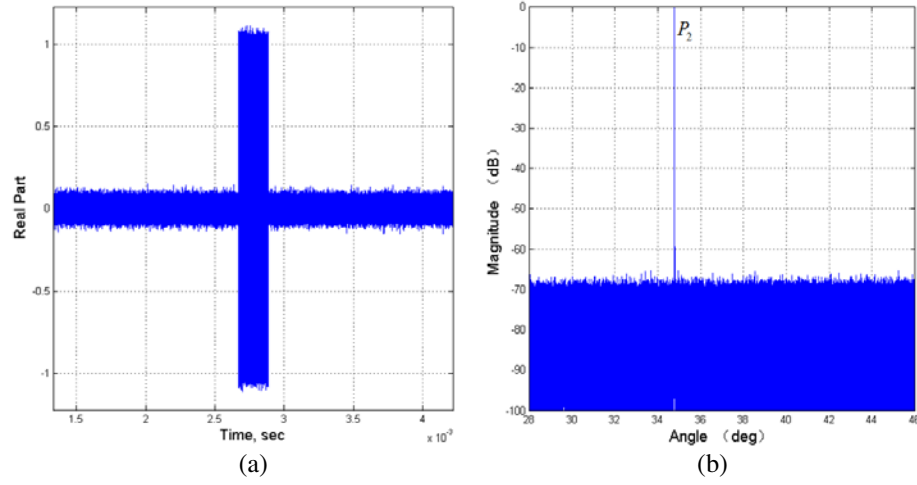 1
0.5
0
-0.5
-1
Real Part
1.5 2 2.5 3 3.5 4
x 10⁻³
Time, sec
(a)
0
-10
-20
-30
-40
-50
-60
-70
-80
-90
-100
Magnitude (dB)
P₂
28 30 32 34 36 38 40 42 44 46
Angle (deg)
(b)